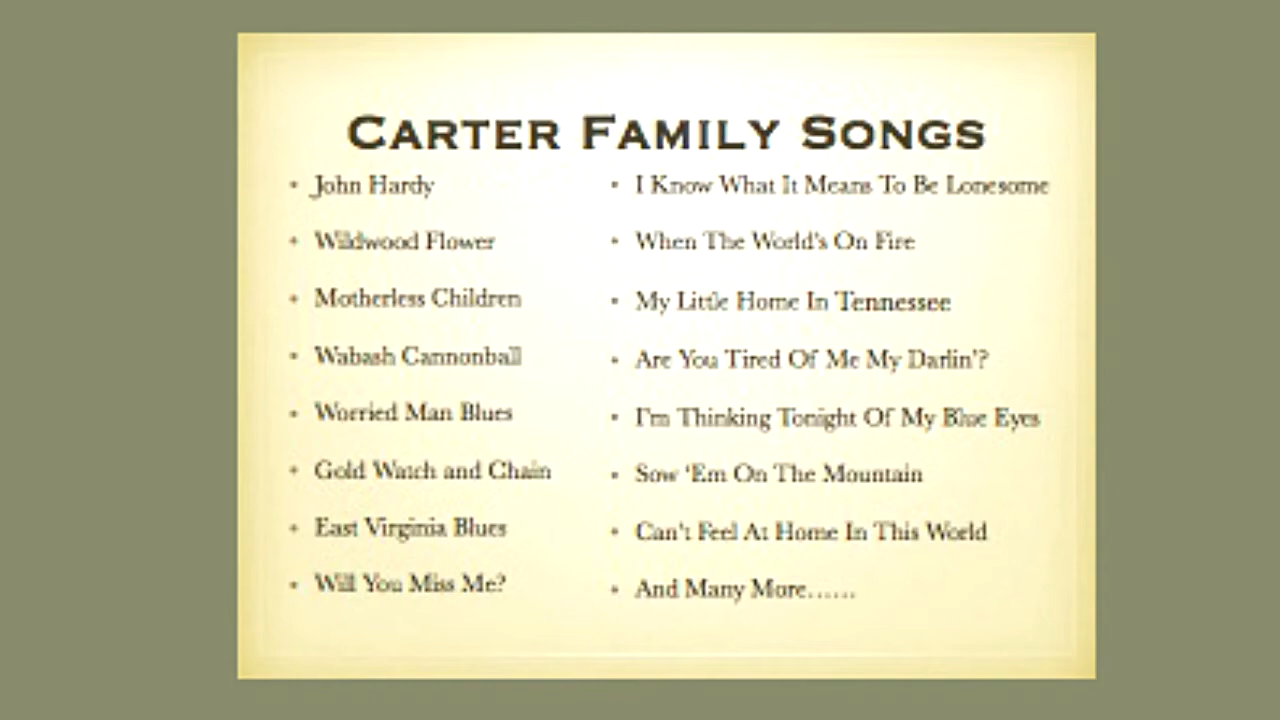 Carter Family Songs
• John Hardy
• Wildwood Flower
• Motherless Children
• Wabash Cannonball
• Worried Man Blues
• Gold Watch and Chain
• East Virginia Blues
• Will You Miss Me?
• I Know What It Means To Be Lonesome
• When The World's On Fire
• My Little Home In Tennessee
• Are You Tired Of Me My Darlin'?
• I'm Thinking Tonight Of My Blue Eyes
• Sow 'Em On The Mountain
• Can't Feel At Home In This World
• And Many More……